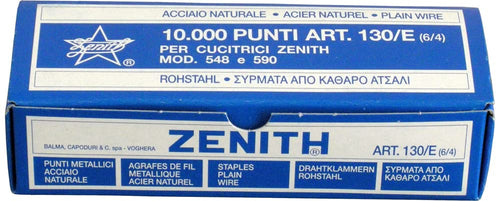 ACCIAIO NATURALE • ACIER NATUREL • PLAIN WIRE
Zenith
®
10.000 PUNTI ART. 130/E (6/4)
PER CUCITRICI ZENITH
MOD. 548 e 590
ROHSTAHL • ΣΥΡΜΑΤΑ ΑΠΟ ΚΑΘΑΡΟ ΑΤΣΑΛΙ
BALMA, CAPODURI & C. spa - VOGHERA
ZENITH®
ART. 130/E (6/4)
PUNTI METALLICI
ACCIAIO
NATURALE
AGRAFES DE FIL
METALLIQUE
ACIER NATUREL
STAPLES
PLAIN
WIRE
DRAHTKLAMMERN
ROHSTAHL
ΣΥΡΜΑΤΑ ΑΠΟ
ΚΑΘΑΡΟ ΑΤΣΑΛΙ